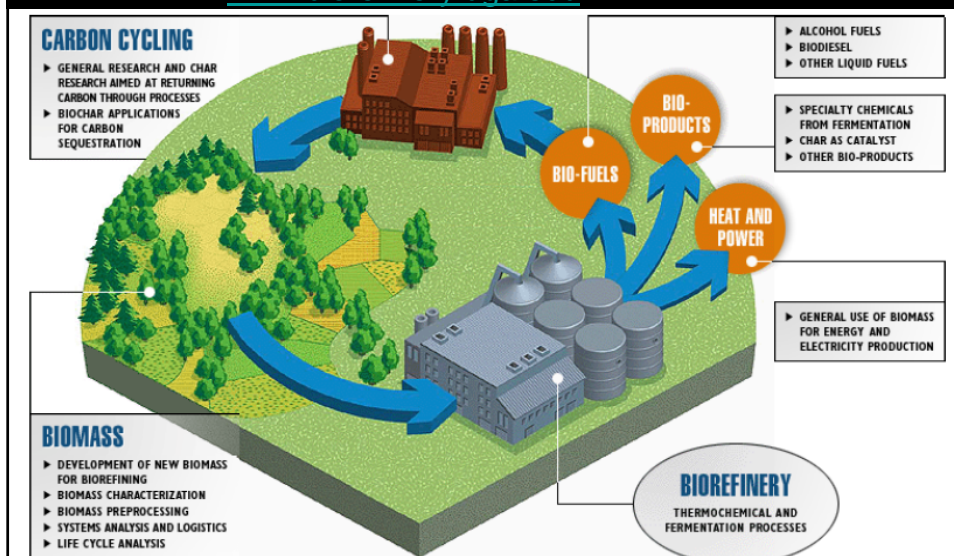 CARBON CYCLING
▶ GENERAL RESEARCH AND CHAR
RESEARCH AIMED AT RETURNING
CARBON THROUGH PROCESSES
▶ BIOCHAR APPLICATIONS
FOR CARBON
SEQUESTRATION
▶ ALCOHOL FUELS
▶ BIODIESEL
▶ OTHER LIQUID FUELS
BIO-
PRODUCTS
▶ SPECIALTY CHEMICALS
FROM FERMENTATION
▶ CHAR AS CATALYST
▶ OTHER BIO-PRODUCTS
BIO-FUELS
HEAT AND
POWER
▶ GENERAL USE OF BIOMASS
FOR ENERGY AND
ELECTRICITY PRODUCTION
BIOMASS
▶ DEVELOPMENT OF NEW BIOMASS
FOR BIOREFINING
▶ BIOMASS CHARACTERIZATION
▶ BIOMASS PREPROCESSING
▶ SYSTEMS ANALYSIS AND LOGISTICS
▶ LIFE CYCLE ANALYSIS
BIOREFINERY
THERMOCHEMICAL AND
FERMENTATION PROCESSES